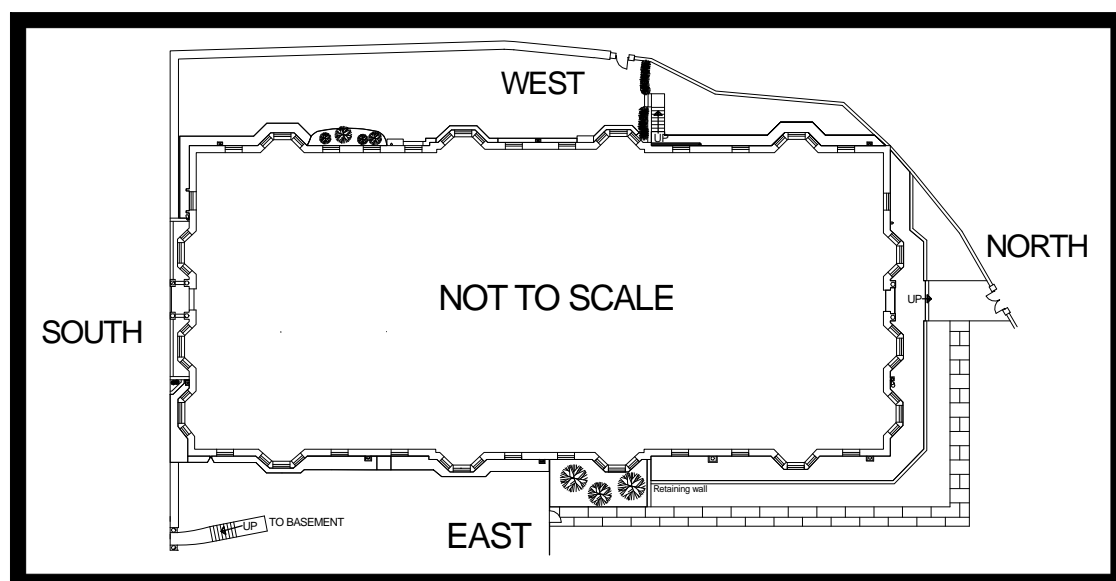 WEST
UP
NORTH
NOT TO SCALE
UP
SOUTH
Retaining wall
UP
TO BASEMENT
EAST